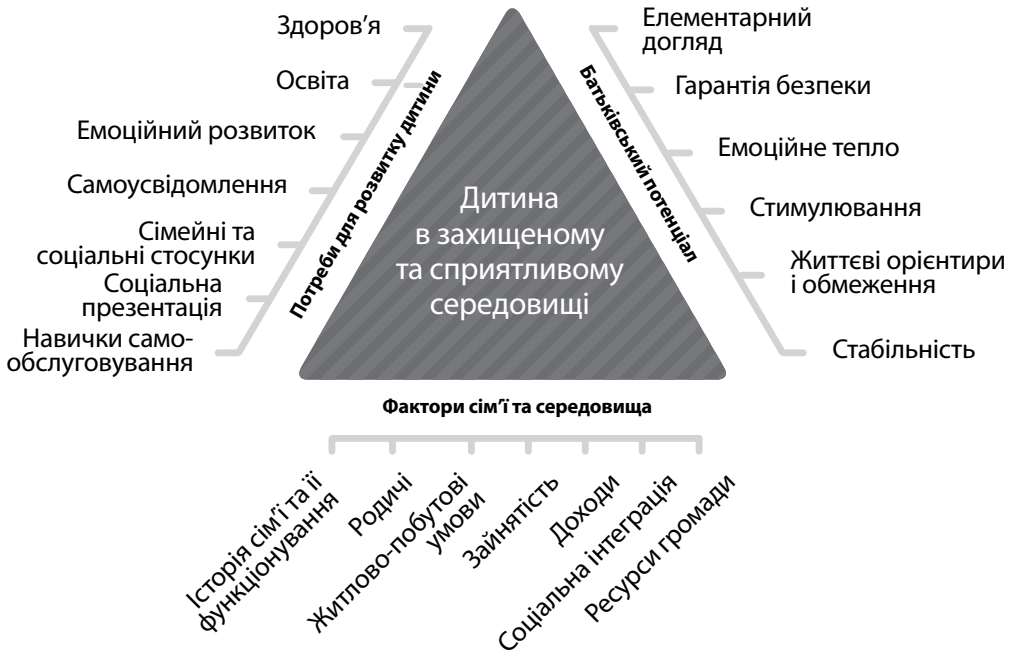 Здоров’я
Освіта
Емоційний розвиток
Самоусвідомлення
Сімейні та
соціальні стосунки
Соціальна
презентація
Навички само-
обслуговування
Потреби для розвитку дитини
Дитина
в захищеному
та сприятливому
середовищі
Батьківський потенціал
Елементарний
догляд
Гарантія безпеки
Емоційне тепло
Стимулювання
Життєві орієнтири
і обмеження
Стабільність
Фактори сім’ї та середовища
Історія сім’ї та її
функціонування
Родичі
Житлово-побутові
умови
Зайнятість
Доходи
Соціальна інтеграція
Ресурси громади